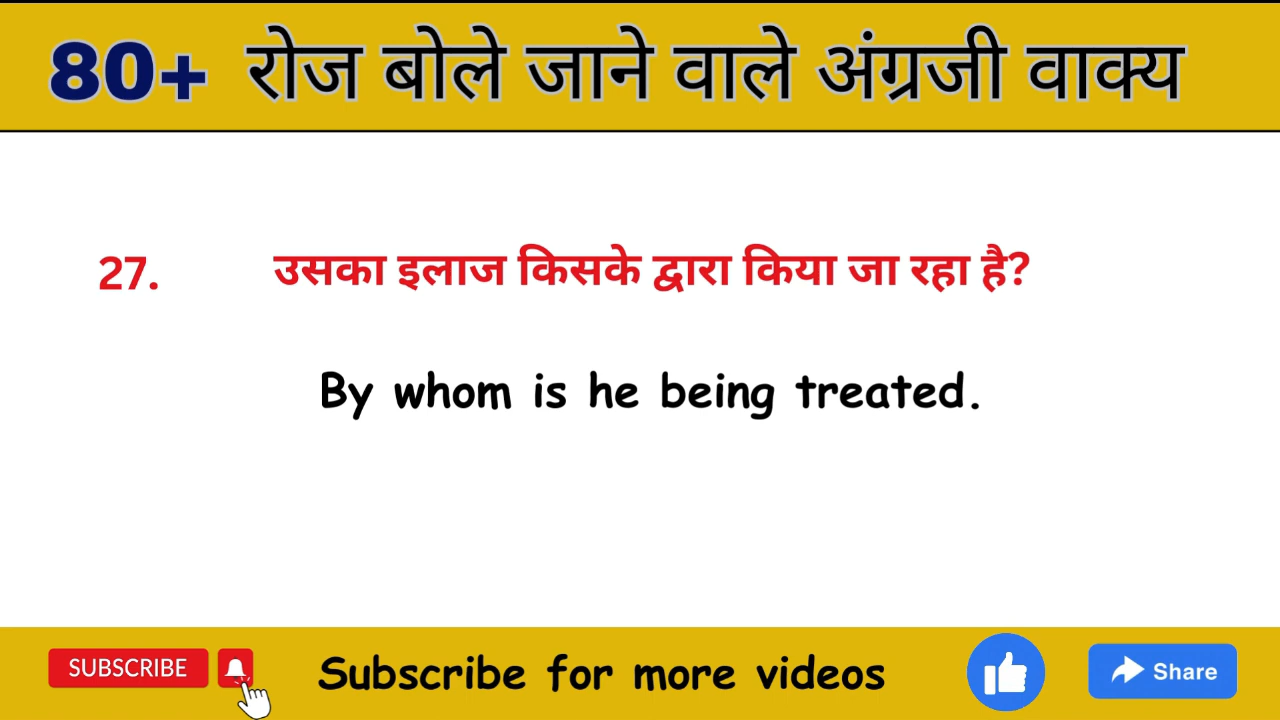 80+ रोज बोले जाने वाले अंग्रजी वाक्य
27. उसका इलाज किसके द्वारा किया जा रहा है?
By whom is he being treated.
SUBSCRIBE Subscribe for more videos Share